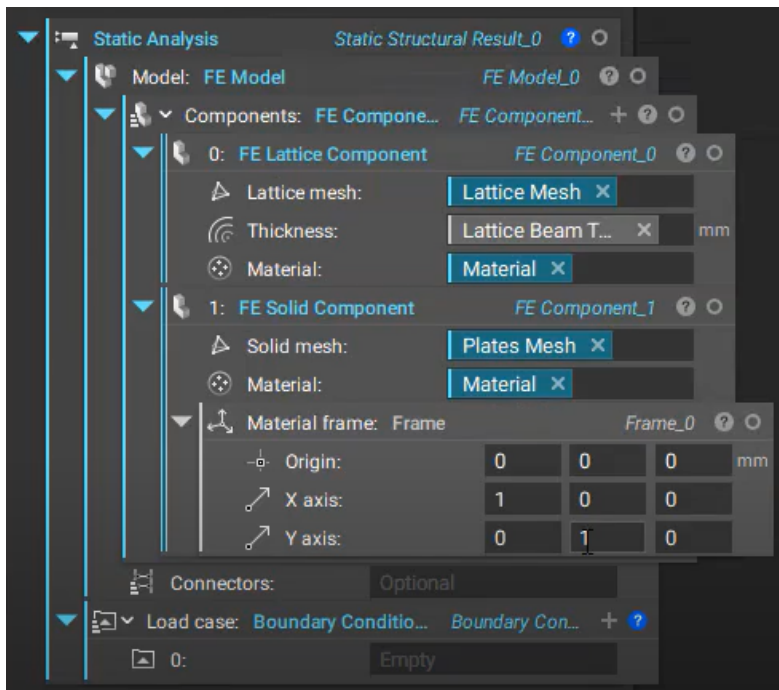 Static Analysis Static Structural Result_0 ?
Model: FE Model FE Model_0 ?
Components: FE Compone... FE Component... + ?
0: FE Lattice Component FE Component_0 ?
Lattice mesh: Lattice Mesh ×
Thickness: Lattice Beam T... × mm
Material: Material ×
1: FE Solid Component FE Component_1 ?
Solid mesh: Plates Mesh ×
Material: Material ×
Material frame: Frame Frame_0 ?
Origin: 0 0 0 mm
X axis: 1 0 0
Y axis: 0 1 0
Connectors: Optional
Load case: Boundary Conditio... Boundary Con... + ?
0: Empty